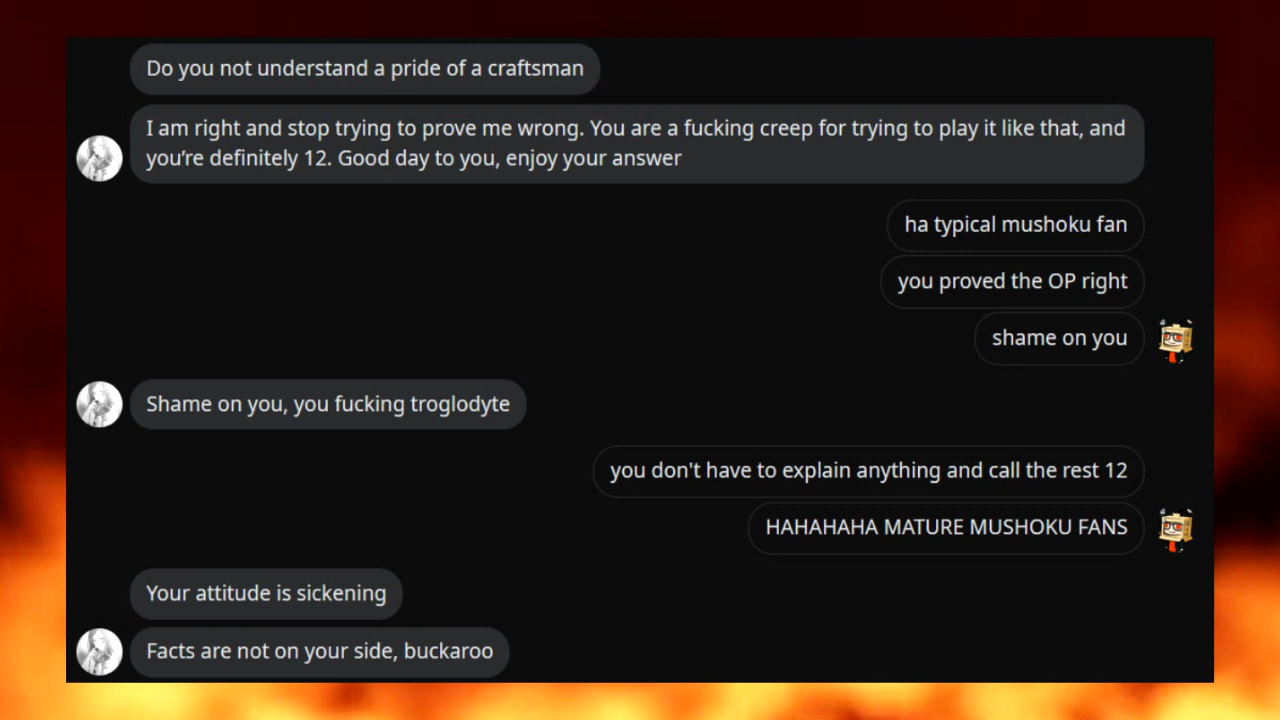 Do you not understand a pride of a craftsman
I am right and stop trying to prove me wrong. You are a fucking creep for trying to play it like that, and
you're definitely 12. Good day to you, enjoy your answer
ha typical mushoku fan
you proved the OP right
shame on you
Shame on you, you fucking troglodyte
you don't have to explain anything and call the rest 12
HAHAHAHA MATURE MUSHOKU FANS
Your attitude is sickening
Facts are not on your side, buckaroo